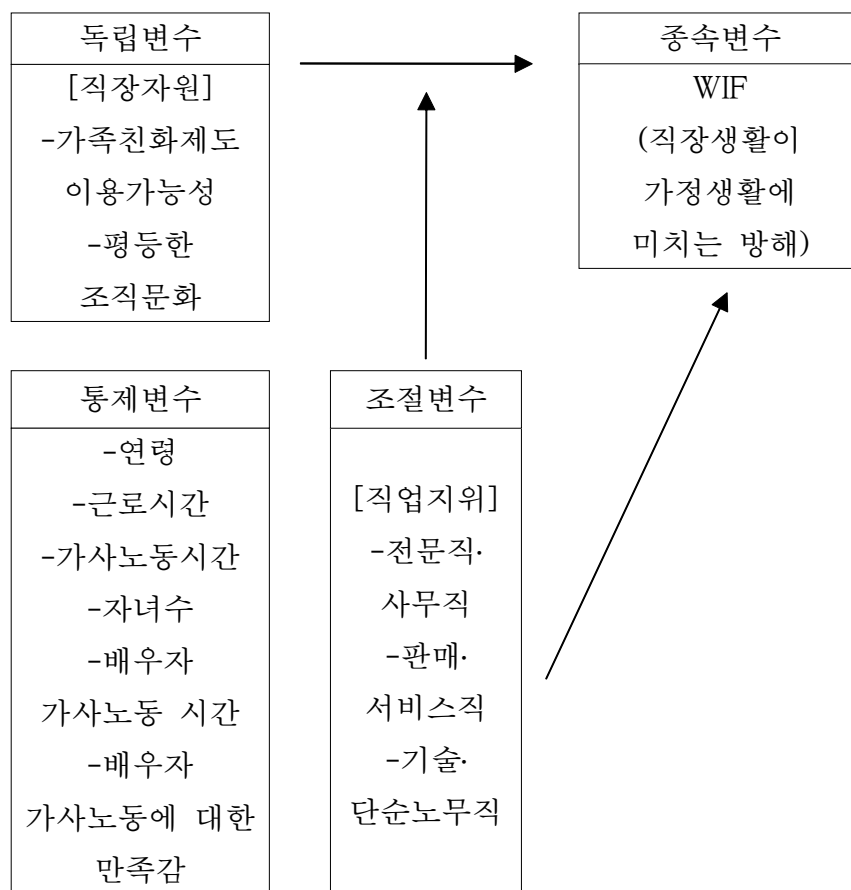 독립변수
[직장자원]
-가족친화제도
이용가능성
-평등한
조직문화
종속변수
WIF
(직장생활이
가정생활에
미치는 방해)
통제변수
-연령
-근로시간
-가사노동시간
-자녀수
-배우자
가사노동 시간
-배우자
가사노동에 대한
만족감
조절변수
[직업지위]
-전문직·
사무직
-판매·
서비스직
-기술·
단순노무직